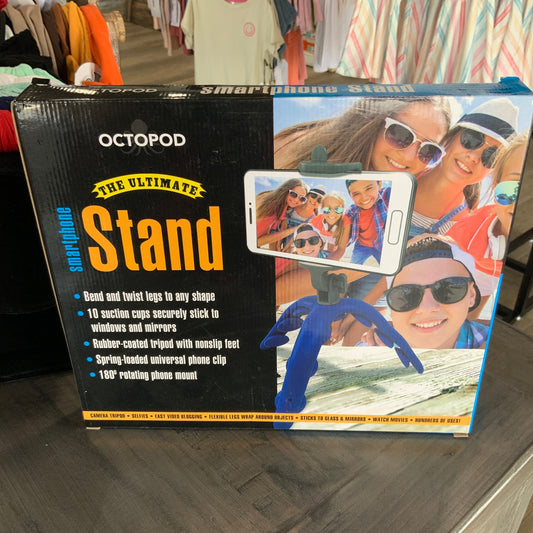 smartphone Stand
OCTOPOD
THE ULTIMATE
smartphone
Stand
• Bend and twist legs to any shape
• 10 suction cups securely stick to
windows and mirrors
• Rubber-coated tripod with nonslip feet
• Spring-loaded universal phone clip
• 180° rotating phone mount
CAMERA TRIPOD • SELFIES • EASY VIDEO BLOGGING • FLEXIBLE LEGS WRAP AROUND OBJECTS • STICKS TO GLASS & MIRRORS • WATCH MOVIES • HUNDREDS OF USES!